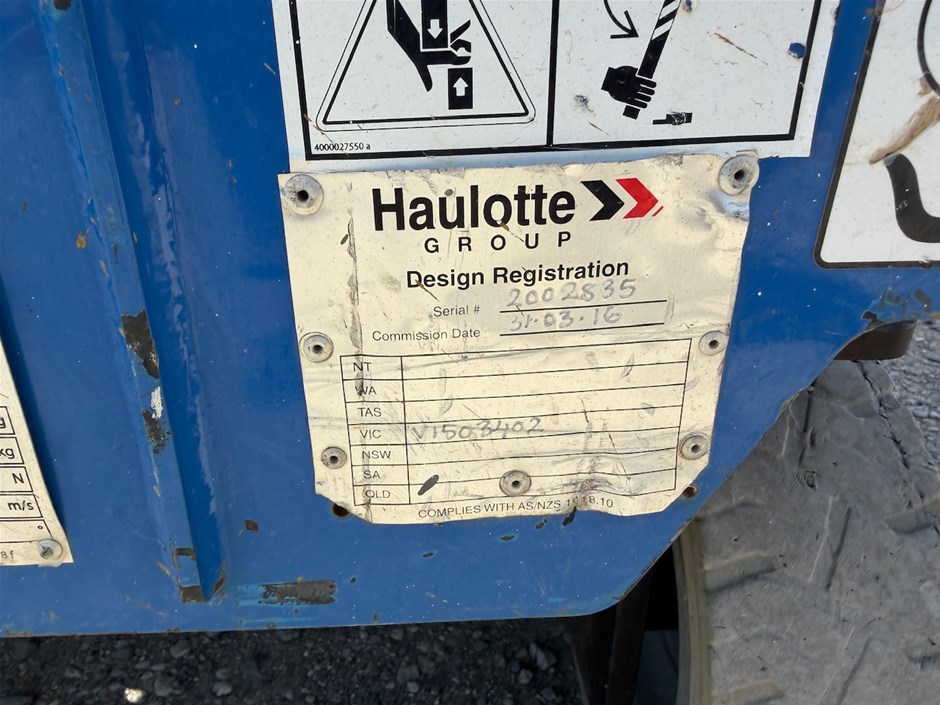 4000027550 a
Haulotte
GROUP
Design Registration
Serial # 2002835
Commission Date 31.03.16
NT
WA
TAS
VIC V1503402
NSW
SA
QLD
COMPLIES WITH AS/NZS 1418.10
kg
N
m/s
°